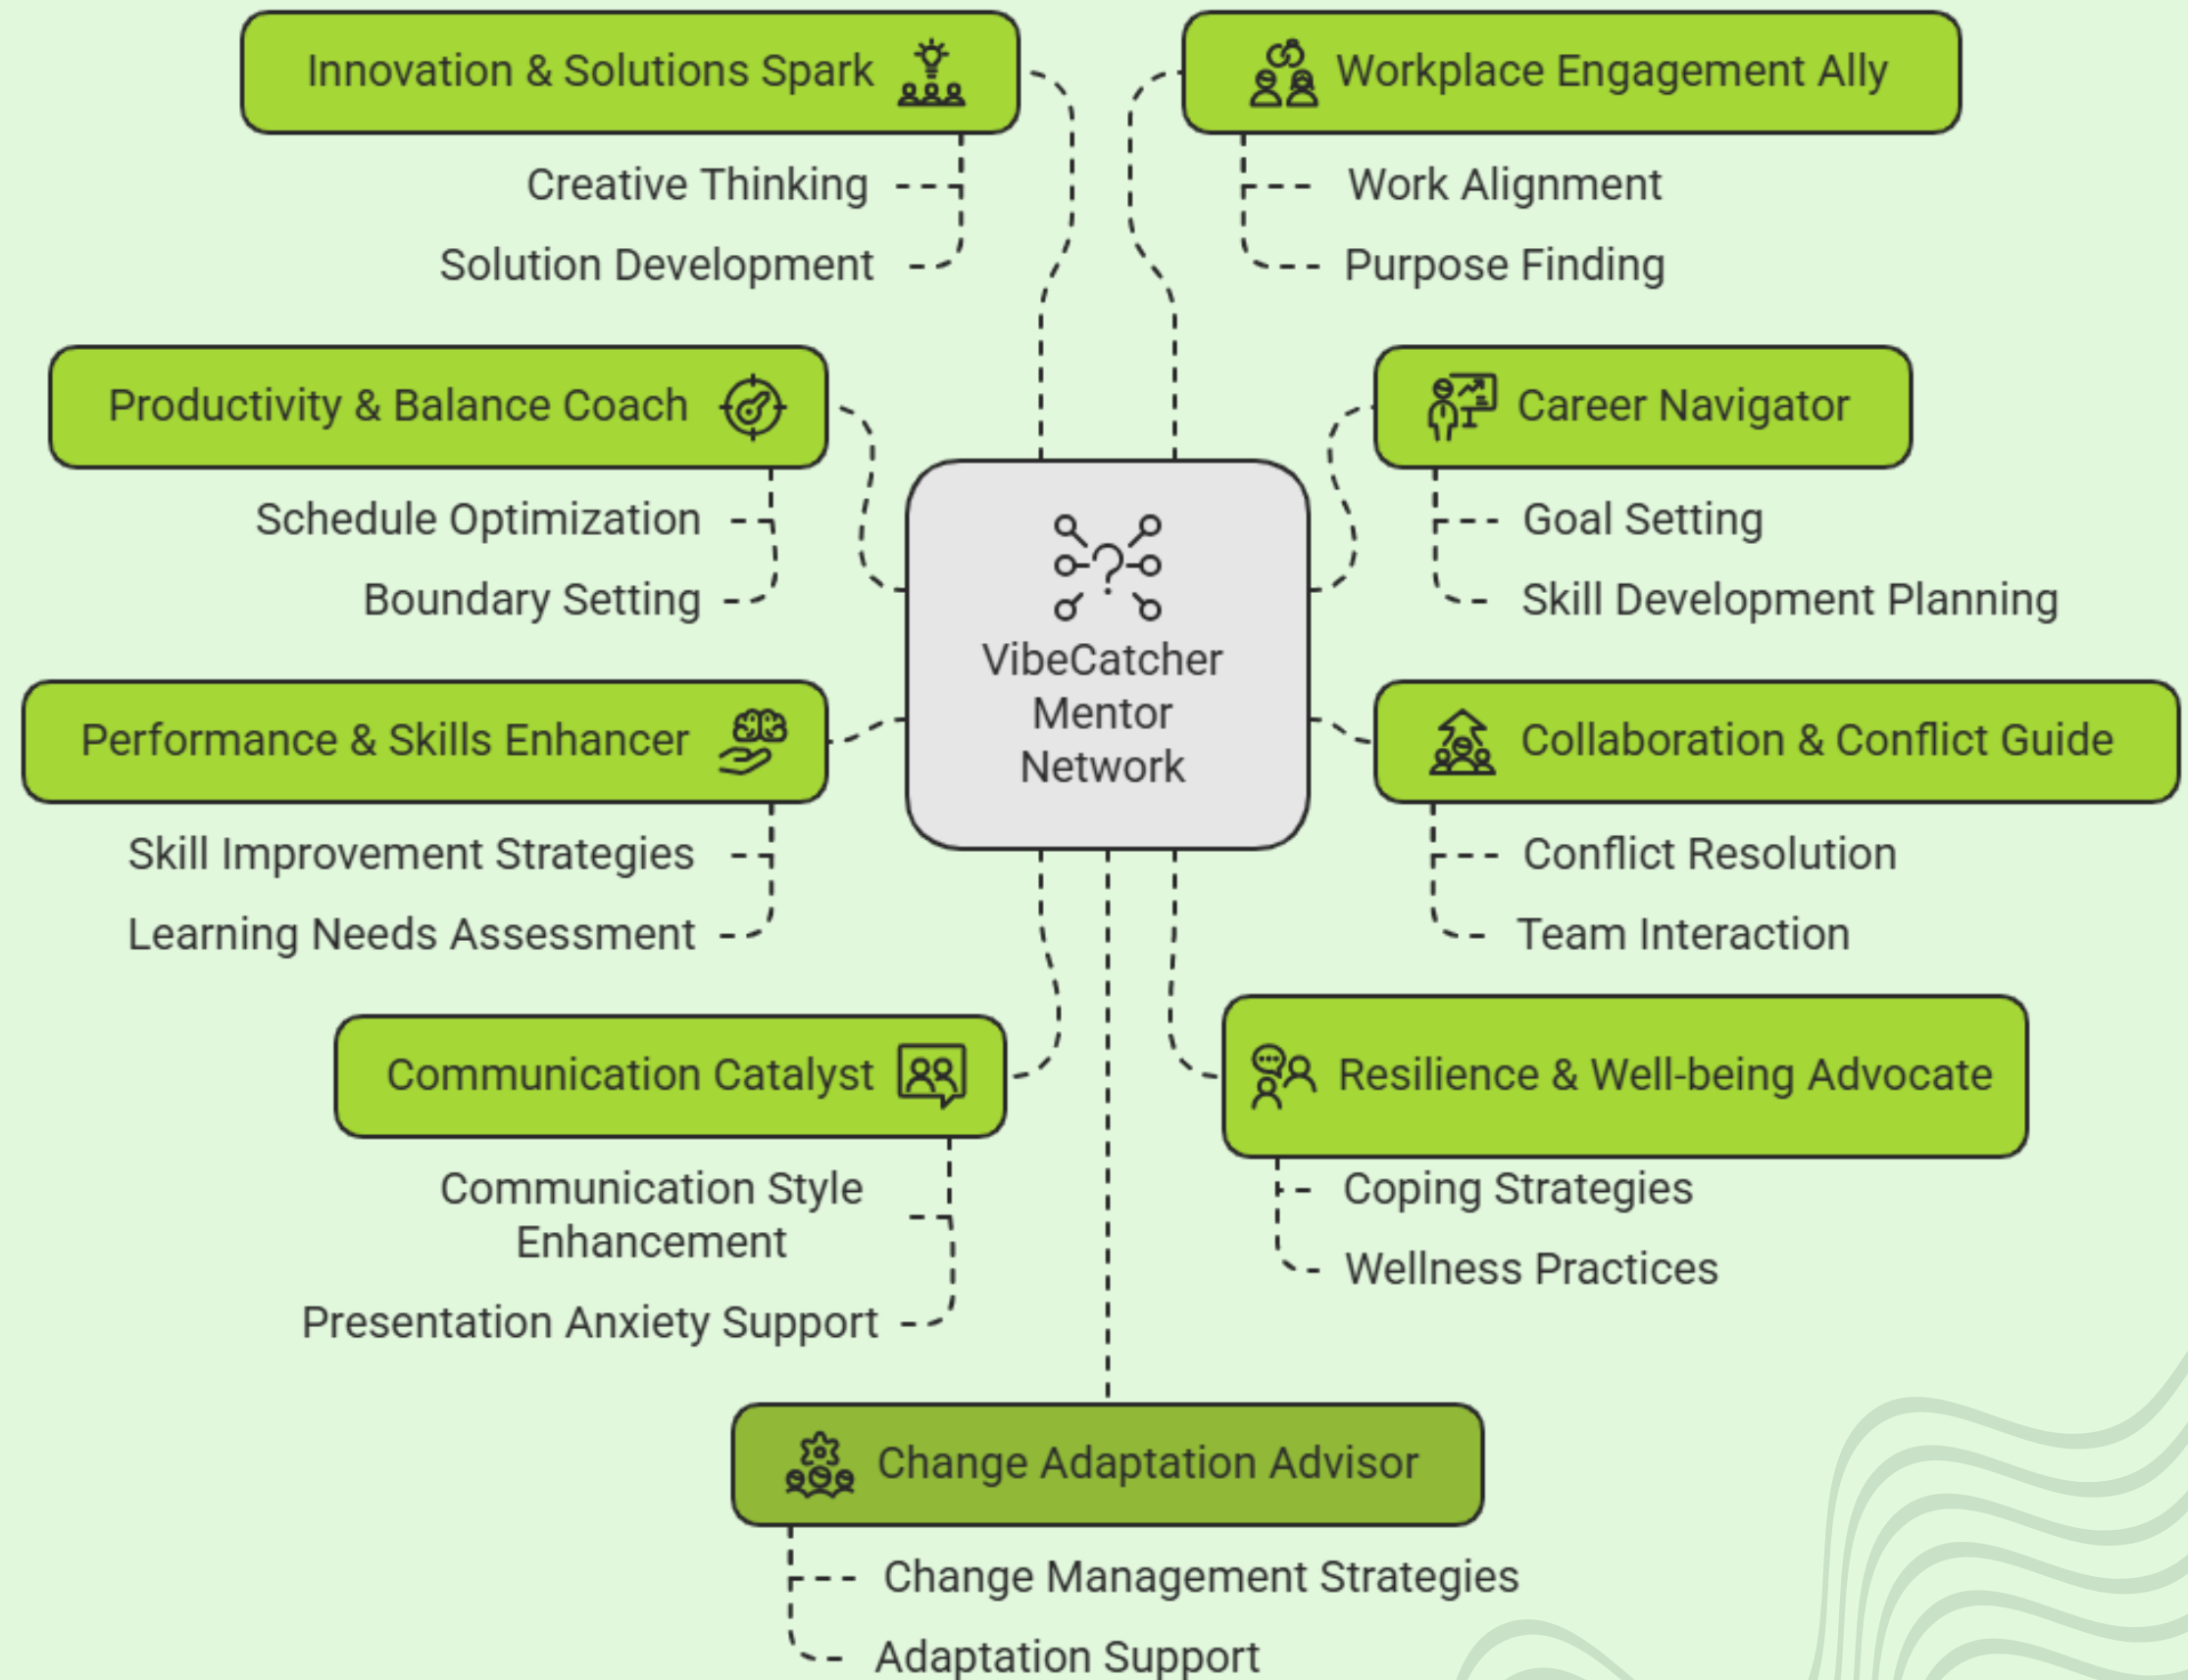 Innovation & Solutions Spark
Creative Thinking
Solution Development
Workplace Engagement Ally
Work Alignment
Purpose Finding
Productivity & Balance Coach
Schedule Optimization
Boundary Setting
Career Navigator
Goal Setting
Skill Development Planning
VibeCatcher
Mentor
Network
Performance & Skills Enhancer
Skill Improvement Strategies
Learning Needs Assessment
Collaboration & Conflict Guide
Conflict Resolution
Team Interaction
Communication Catalyst
Communication Style
Enhancement
Presentation Anxiety Support
Resilience & Well-being Advocate
Coping Strategies
Wellness Practices
Change Adaptation Advisor
Change Management Strategies
Adaptation Support